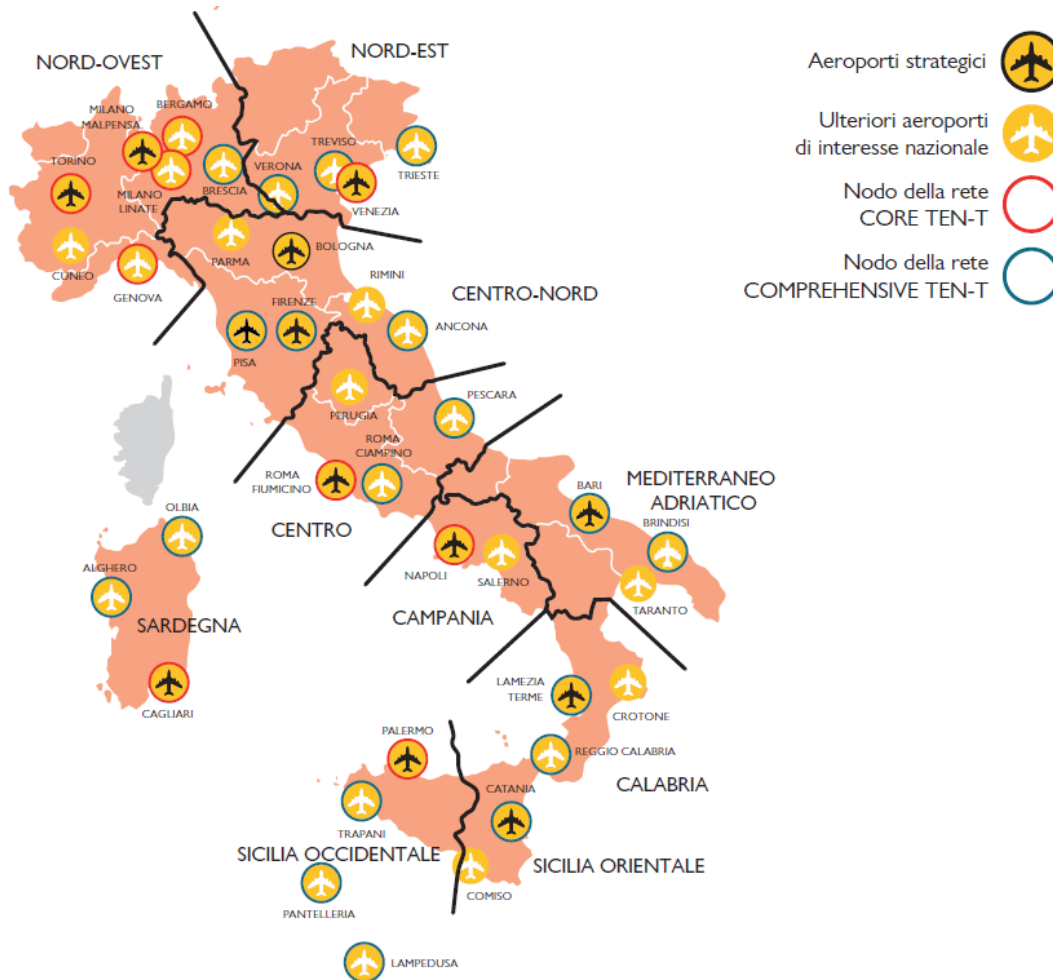 NORD-OVEST
NORD-EST
BERGAMO
MILANO
MALPENSA
TORINO
MILANO
LINATE
BRESCIA
VERONA
TREVISO
VENEZIA
TRIESTE
CUNEO
GENOVA
PARMA
BOLOGNA
RIMINI
CENTRO-NORD
FIRENZE
PISA
ANCONA
PERUGIA
PESCARA
ROMA
CIAMPINO
ROMA
FIUMICINO
CENTRO
MEDITERRANEO
ADRIATICO
BARI
BRINDISI
TARANTO
NAPOLI
SALERNO
CAMPANIA
OLBIA
ALGHERO
SARDEGNA
CAGLIARI
LAMEZIA
TERME
CROTONE
REGGIO CALABRIA
CALABRIA
PALERMO
CATANIA
TRAPANI
SICILIA OCCIDENTALE
SICILIA ORIENTALE
COMISO
PANTELLERIA
LAMPEDUSA
Aeroporti strategici
Ulteriori aeroporti
di interesse nazionale
Nodo della rete
CORE TEN-T
Nodo della rete
COMPREHENSIVE TEN-T